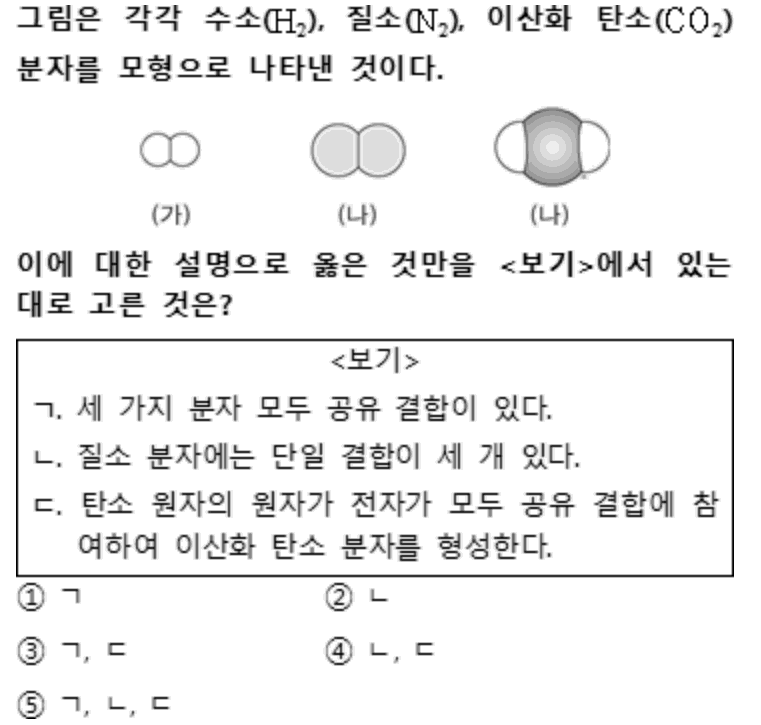 그림은 각각 수소(H₂), 질소(N₂), 이산화 탄소(CO₂)
분자를 모형으로 나타낸 것이다.
(가) (나) (나)
이에 대한 설명으로 옳은 것만을 <보기>에서 있는
대로 고른 것은?
<보기>
ㄱ. 세 가지 분자 모두 공유 결합이 있다.
ㄴ. 질소 분자에는 단일 결합이 세 개 있다.
ㄷ. 탄소 원자의 원자가 전자가 모두 공유 결합에 참
여하여 이산화 탄소 분자를 형성한다.
① ㄱ ② ㄴ
③ ㄱ, ㄷ ④ ㄴ, ㄷ
⑤ ㄱ, ㄴ, ㄷ